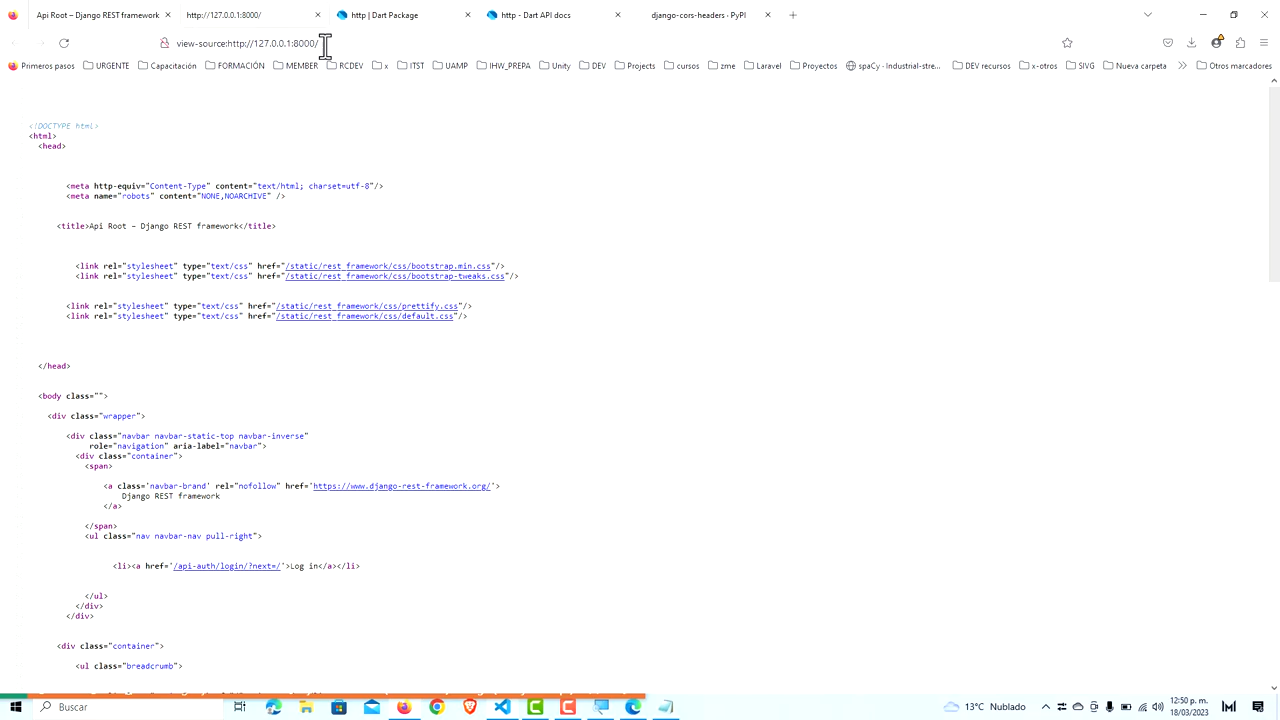 Api Root – Django REST framework
http://127.0.0.1:8000/
http | Dart Package
http - Dart API docs
django-cors-headers · PyPI
view-source:http://127.0.0.1:8000/
Primeros pasos
URGENTE
Capacitación
FORMACIÓN
MEMBER
RCDEV
x
ITST
UAMP
IHW_PREPA
Unity
DEV
Projects
cursos
zme
Laravel
Proyectos
spaCy - Industrial-stre...
DEV recursos
x-otros
SIVG
Nueva carpeta
Otros marcadores
<!DOCTYPE html>
<html>
<head>
<meta http-equiv="Content-Type" content="text/html; charset=utf-8"/>
<meta name="robots" content="NONE,NOARCHIVE" />
<title>Api Root – Django REST framework</title>
<link rel="stylesheet" type="text/css" href="/static/rest_framework/css/bootstrap.min.css"/>
<link rel="stylesheet" type="text/css" href="/static/rest_framework/css/bootstrap-tweaks.css"/>
<link rel="stylesheet" type="text/css" href="/static/rest_framework/css/prettify.css"/>
<link rel="stylesheet" type="text/css" href="/static/rest_framework/css/default.css"/>
</head>
<body class="">
<div class="wrapper">
<div class="navbar navbar-static-top navbar-inverse"
role="navigation" aria-label="navbar">
<div class="container">
<span>
<a class='navbar-brand' rel="nofollow" href='https://www.django-rest-framework.org/'>
Django REST framework
</a>
</span>
<ul class="nav navbar-nav pull-right">
<li><a href='/api-auth/login/?next=/'>Log in</a></li>
</ul>
</div>
</div>
<div class="container">
<ul class="breadcrumb">
Buscar
13°C Nublado
12:50 p. m.
18/03/2023